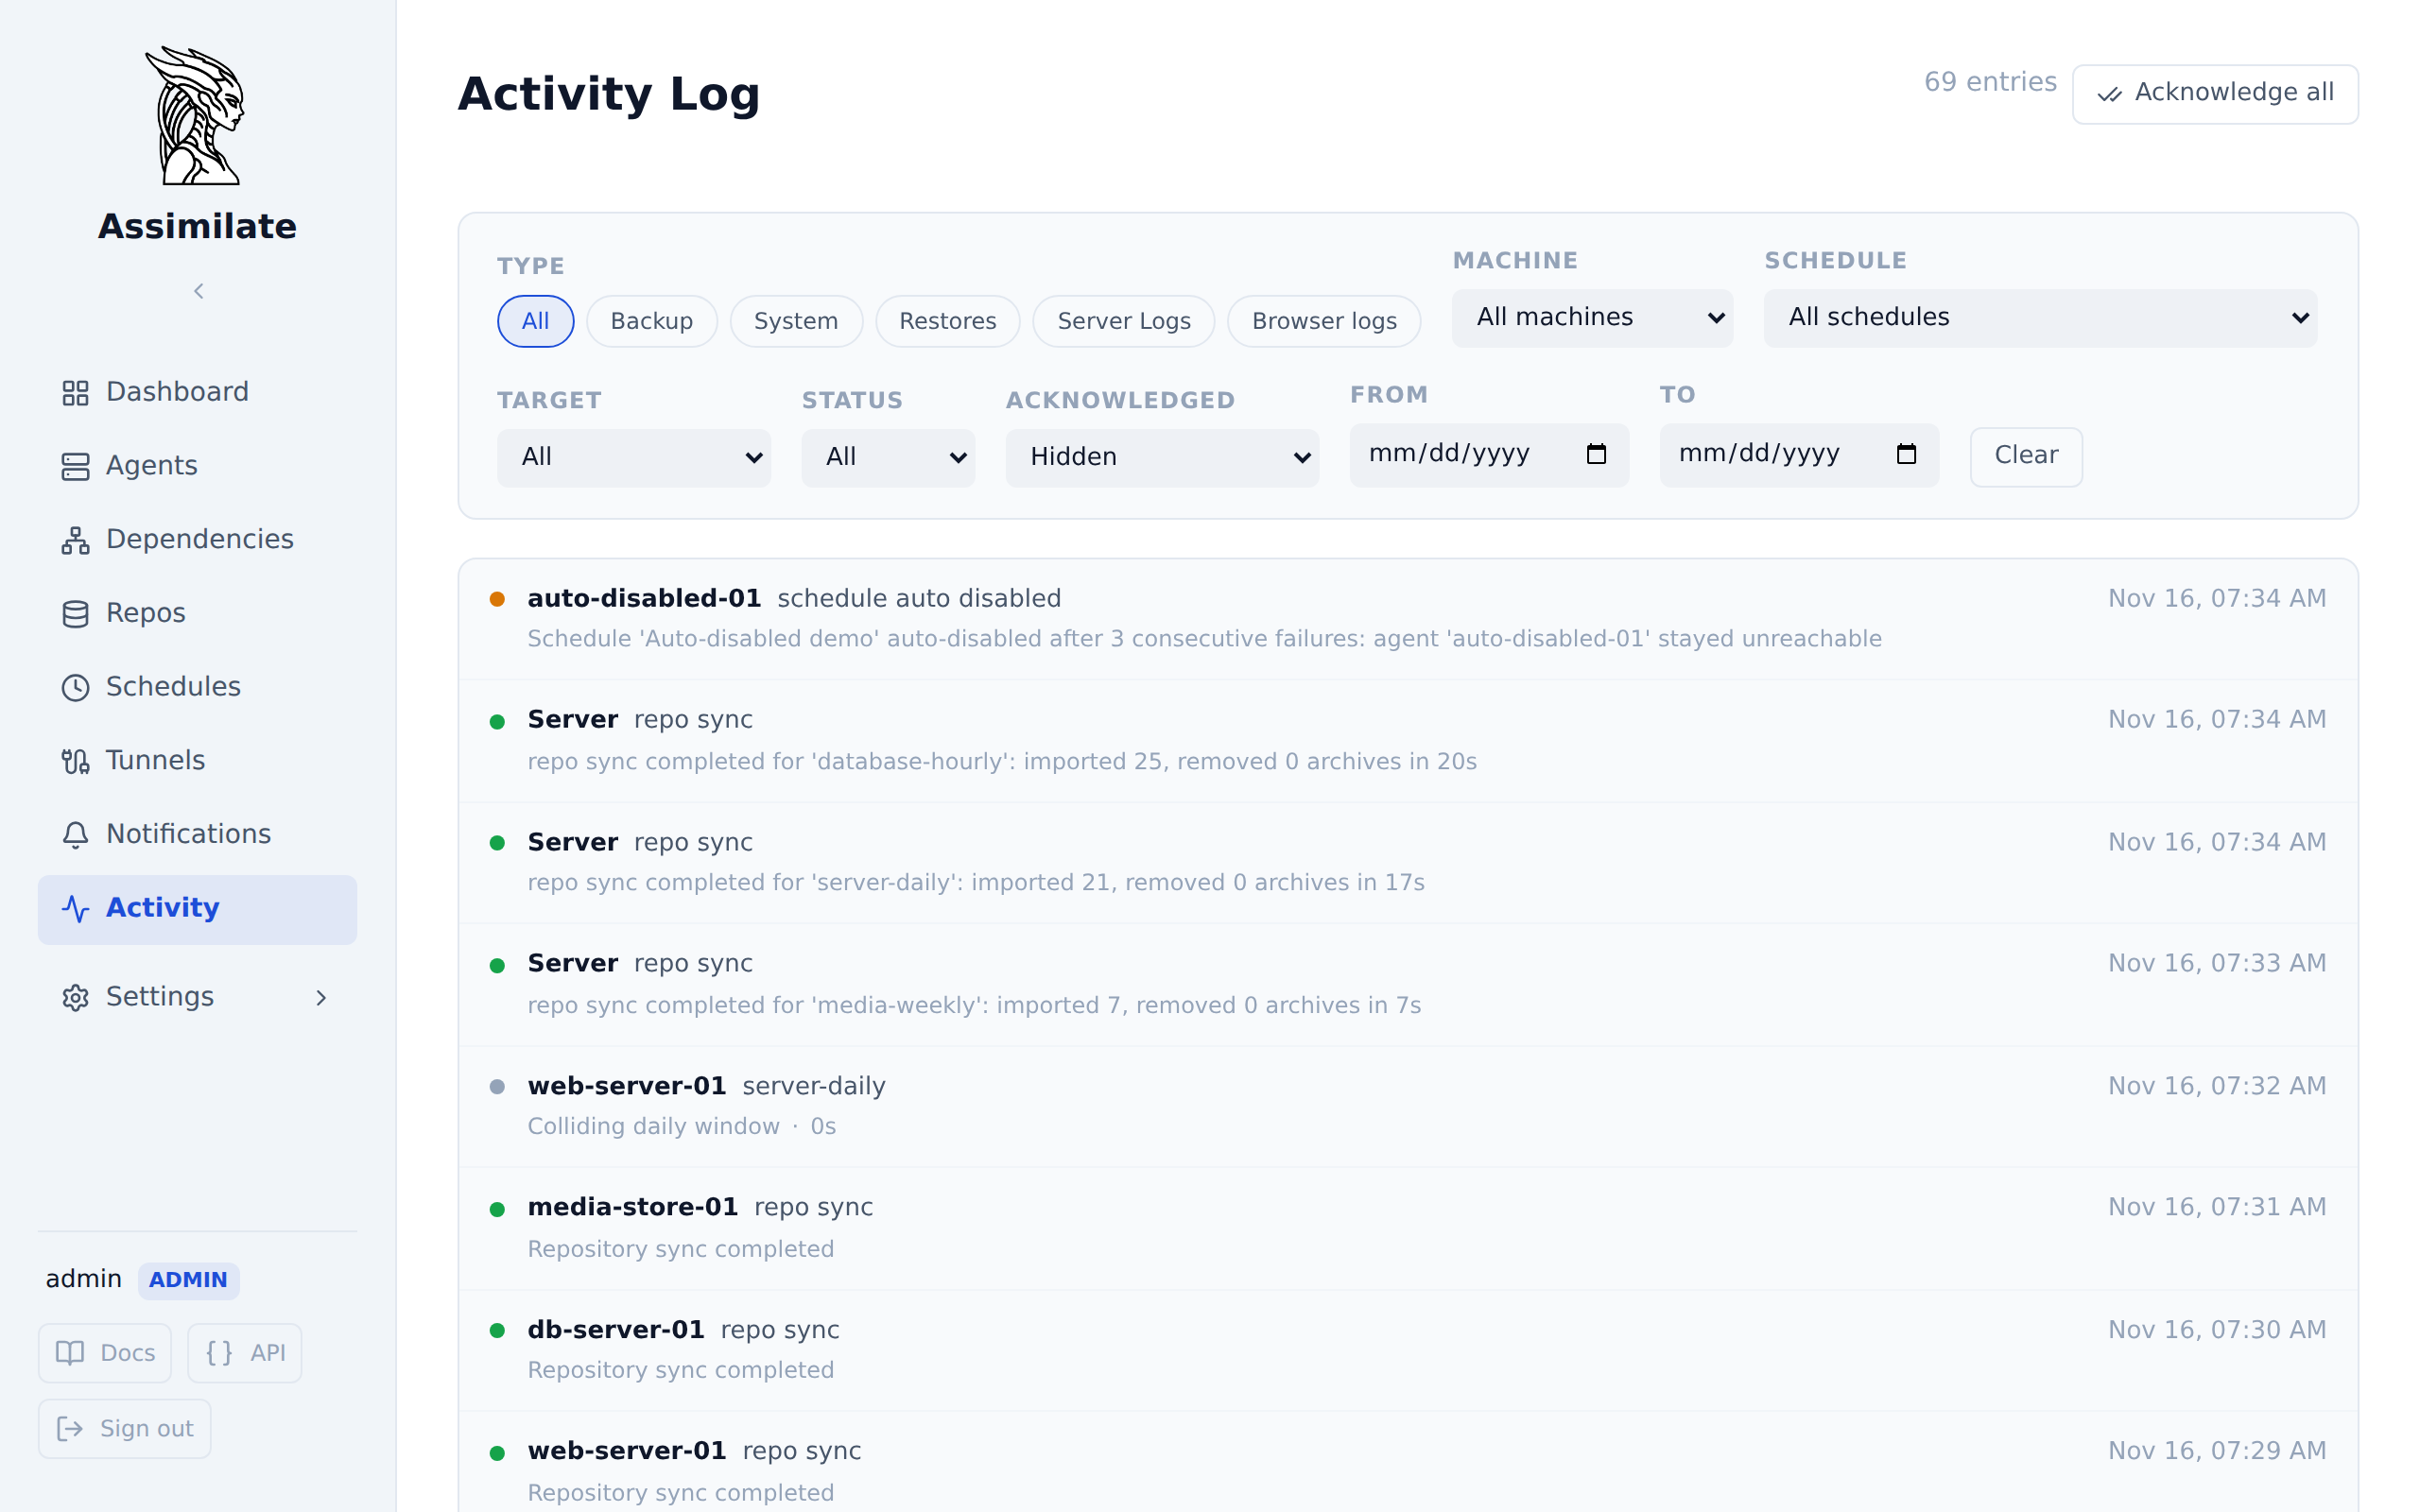 Assimilate
Dashboard
Agents
Dependencies
Repos
Schedules
Tunnels
Notifications
Activity
Settings
admin ADMIN
Docs API
Sign out
Activity Log
69 entries Acknowledge all
TYPE MACHINE SCHEDULE
All Backup System Restores Server Logs Browser logs All machines All schedules
TARGET STATUS ACKNOWLEDGED FROM TO
All All Hidden mm/dd/yyyy mm/dd/yyyy Clear
auto-disabled-01 schedule auto disabled Nov 16, 07:34 AM
Schedule 'Auto-disabled demo' auto-disabled after 3 consecutive failures: agent 'auto-disabled-01' stayed unreachable
Server repo sync Nov 16, 07:34 AM
repo sync completed for 'database-hourly': imported 25, removed 0 archives in 20s
Server repo sync Nov 16, 07:34 AM
repo sync completed for 'server-daily': imported 21, removed 0 archives in 17s
Server repo sync Nov 16, 07:33 AM
repo sync completed for 'media-weekly': imported 7, removed 0 archives in 7s
web-server-01 server-daily Nov 16, 07:32 AM
Colliding daily window · 0s
media-store-01 repo sync Nov 16, 07:31 AM
Repository sync completed
db-server-01 repo sync Nov 16, 07:30 AM
Repository sync completed
web-server-01 repo sync Nov 16, 07:29 AM
Repository sync completed